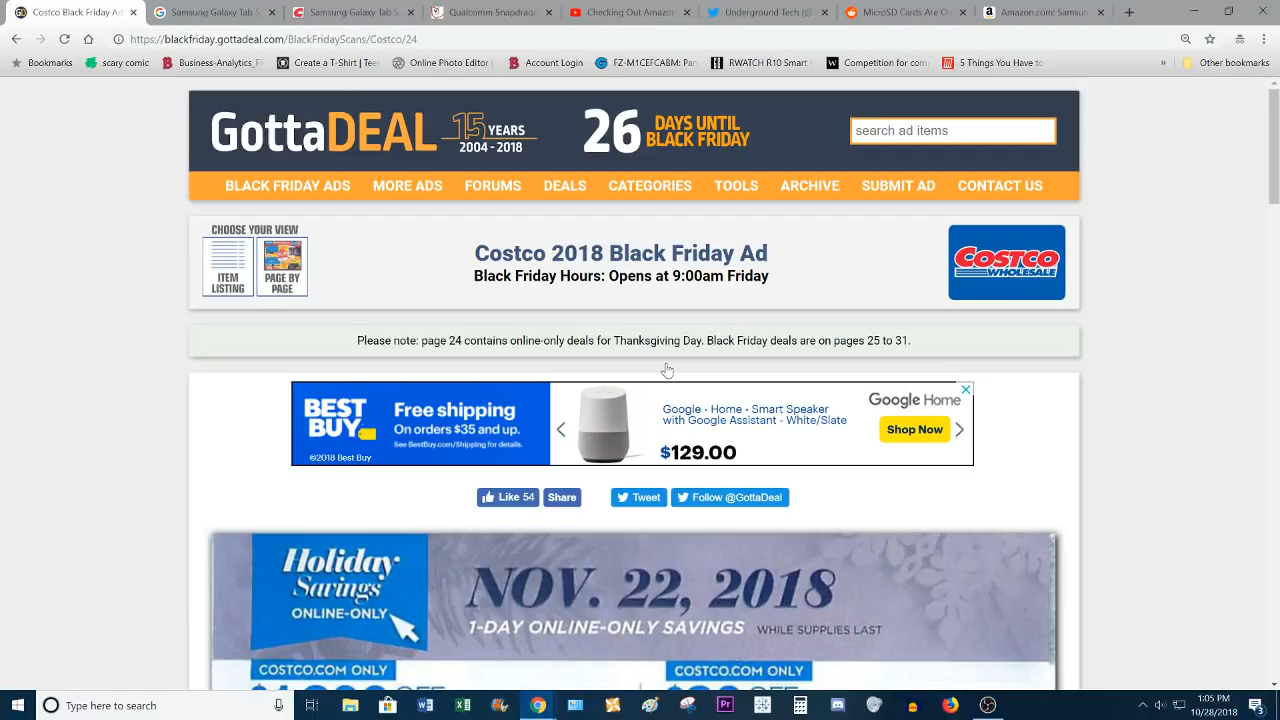 Costco Black Friday Ad
Samsung Galaxy Tab S
Samsung Galaxy Tab S
Qualcomm Snapdrag
Checking Out Amazon
Underground Tech (@
MicroSD Cards Are O
Amazon.com: Samsu
https://blackfriday.gottadeal.com/BlackFridayScans/Costco/24
Bookmarks
scary comic
Business-Analytics_F
Create a T-Shirt | Tee
Online Photo Editor |
Account Login
FZ-M1CEFCABM: Pan
RWATCH R10 Smart
Competition for com
5 Things You Have to
»
Other bookmarks
GottaDEAL
15 YEARS
2004 - 2018
26 DAYS UNTIL
BLACK FRIDAY
search ad items
BLACK FRIDAY ADS MORE ADS FORUMS DEALS CATEGORIES TOOLS ARCHIVE SUBMIT AD CONTACT US
CHOOSE YOUR VIEW
ITEM
LISTING
PAGE BY
PAGE
Costco 2018 Black Friday Ad
Black Friday Hours: Opens at 9:00am Friday
COSTCO
WHOLESALE
Please note: page 24 contains online-only deals for Thanksgiving Day. Black Friday deals are on pages 25 to 31.
BEST
BUY
©2018 Best Buy
Free shipping
On orders $35 and up.
See BestBuy.com/Shipping for details.
Google - Home - Smart Speaker
with Google Assistant - White/Slate
$129.00
Google Home
Shop Now
Like 54
Share
Tweet
Follow @GottaDeal
Holiday
Savings
ONLINE-ONLY
NOV. 22, 2018
1-DAY ONLINE-ONLY SAVINGS WHILE SUPPLIES LAST
COSTCO.COM ONLY
COSTCO.COM ONLY
Type here to search
1:05 PM
10/28/2018
3